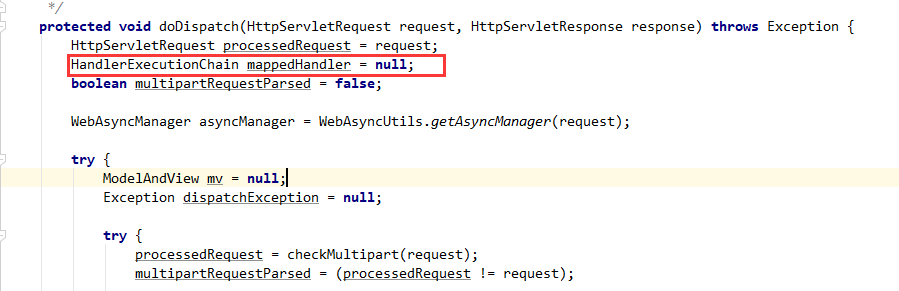 */
protected void doDispatch(HttpServletRequest request, HttpServletResponse response) throws Exception {
HttpServletRequest processedRequest = request;
HandlerExecutionChain mappedHandler = null;
boolean multipartRequestParsed = false;
WebAsyncManager asyncManager = WebAsyncUtils.getAsyncManager(request);
try {
ModelAndView mv = null;
Exception dispatchException = null;
try {
processedRequest = checkMultipart(request);
multipartRequestParsed = (processedRequest != request);